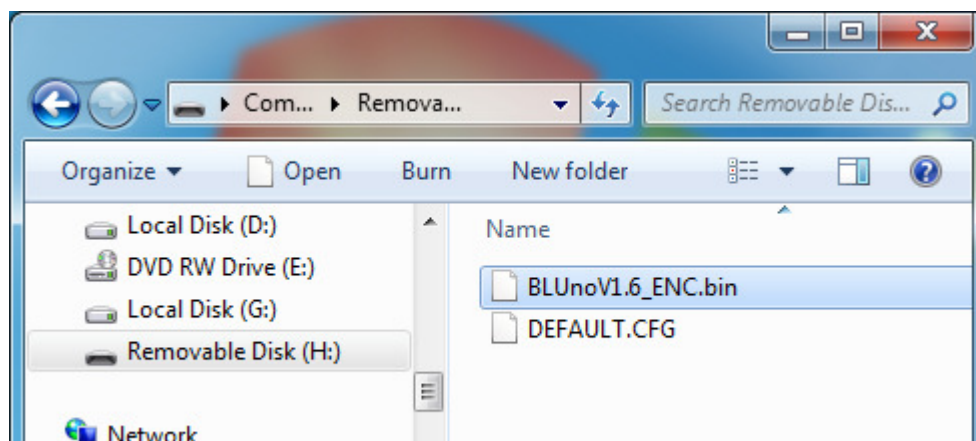 Com... Remova... Search Removable Dis...
Organize Open Burn New folder
Local Disk (D:)
DVD RW Drive (E:)
Local Disk (G:)
Removable Disk (H:)
Network
Name
BLUnoV1.6_ENC.bin
DEFAULT.CFG